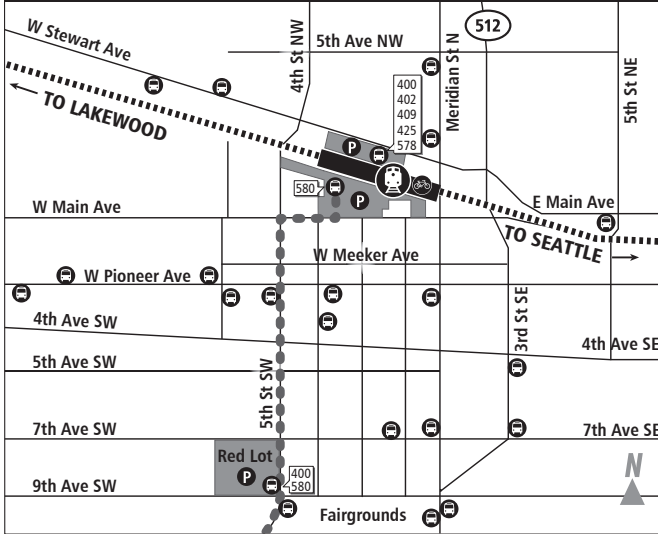 W Stewart Ave
4th St NW
5th Ave NW
Meridian St N
512
5th St NE
TO LAKEWOOD
400
402
409
425
578
P
580
P
W Main Ave
E Main Ave
TO SEATTLE
W Meeker Ave
W Pioneer Ave
4th Ave SW
3rd St SE
4th Ave SE
5th Ave SW
5th St SW
7th Ave SW
7th Ave SE
Red Lot
P
400
580
9th Ave SW
Fairgrounds
N